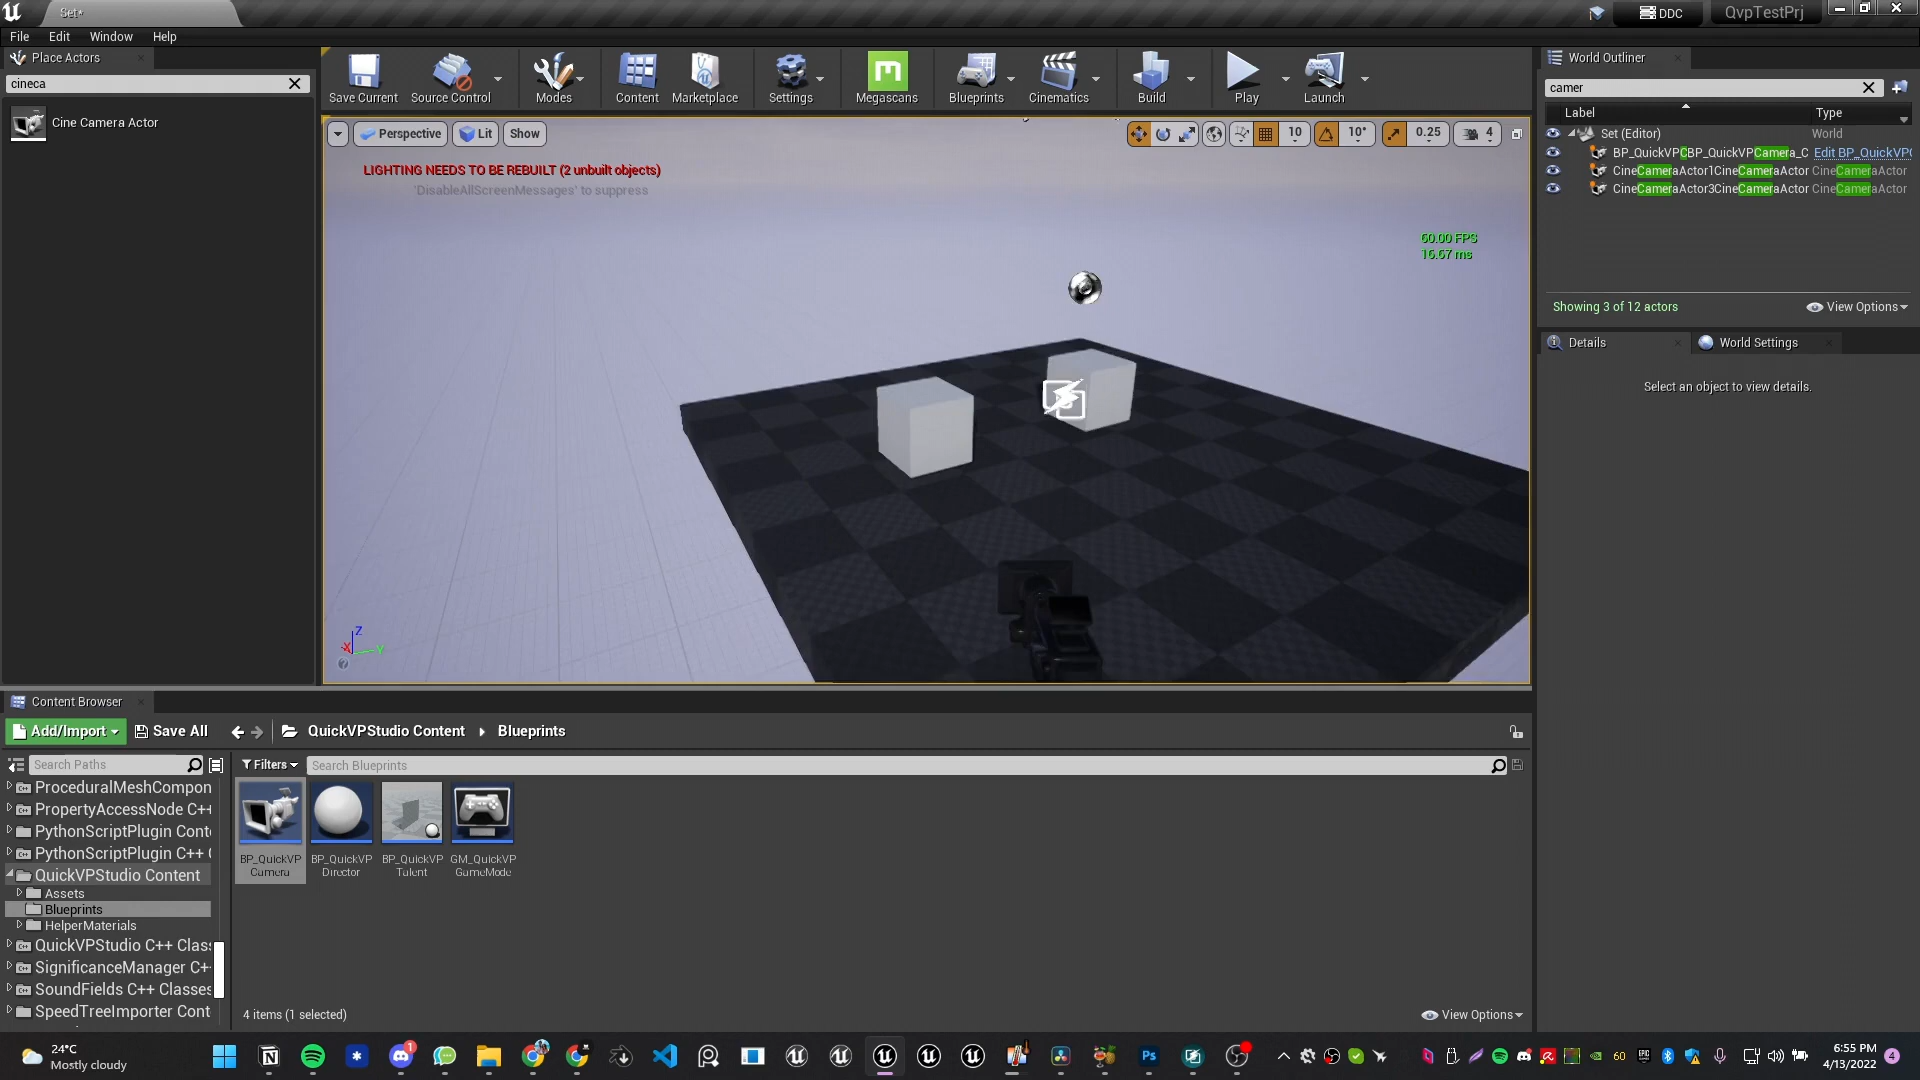 Set*
DDC
QvpTestPrj
File Edit Window Help
Place Actors
cineca
Cine Camera Actor
Save Current
Source Control
Modes
Content
Marketplace
Settings
Megascans
Blueprints
Cinematics
Build
Play
Launch
Perspective
Lit
Show
10
10°
0.25
4
LIGHTING NEEDS TO BE REBUILT (2 unbuilt objects)
'DisableAllScreenMessages' to suppress
60.00 FPS
16.67 ms
Z
X
Y
World Outliner
camer
Label Type
Set (Editor) World
BP_QuickVPCBP_QuickVPCamera_C Edit BP_QuickVP
CineCameraActor1CineCameraActor CineCameraActor
CineCameraActor3CineCameraActor CineCameraActor
Showing 3 of 12 actors
View Options
Details
World Settings
Select an object to view details.
Content Browser
Add/Import
Save All
QuickVPStudio Content
Blueprints
Search Paths
Filters
Search Blueprints
ProceduralMeshCompon
PropertyAccessNode C++
PythonScriptPlugin Cont
PythonScriptPlugin C++
QuickVPStudio Content
Assets
Blueprints
HelperMaterials
QuickVPStudio C++ Class
SignificanceManager C+
SoundFields C++ Classes
SpeedTreeImporter Cont
BP_QuickVP
Camera
BP_QuickVP
Director
BP_QuickVP
Talent
GM_QuickVP
GameMode
4 items (1 selected)
View Options
24°C
Mostly cloudy
1
Ps
60
6:55 PM
4/13/2022
4